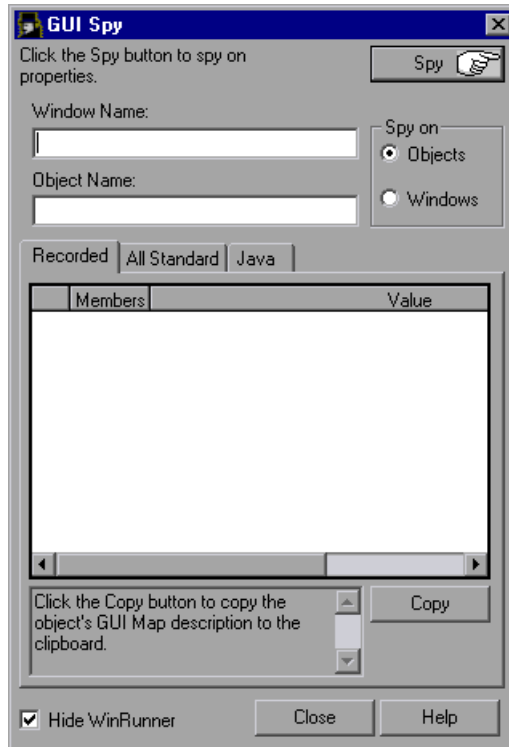 GUI Spy
Click the Spy button to spy on
properties.
Spy
Window Name:
Spy on
Objects
Object Name:
Windows
Recorded All Standard Java
Members Value
Click the Copy button to copy the
object's GUI Map description to the
clipboard.
Copy
Hide WinRunner Close Help